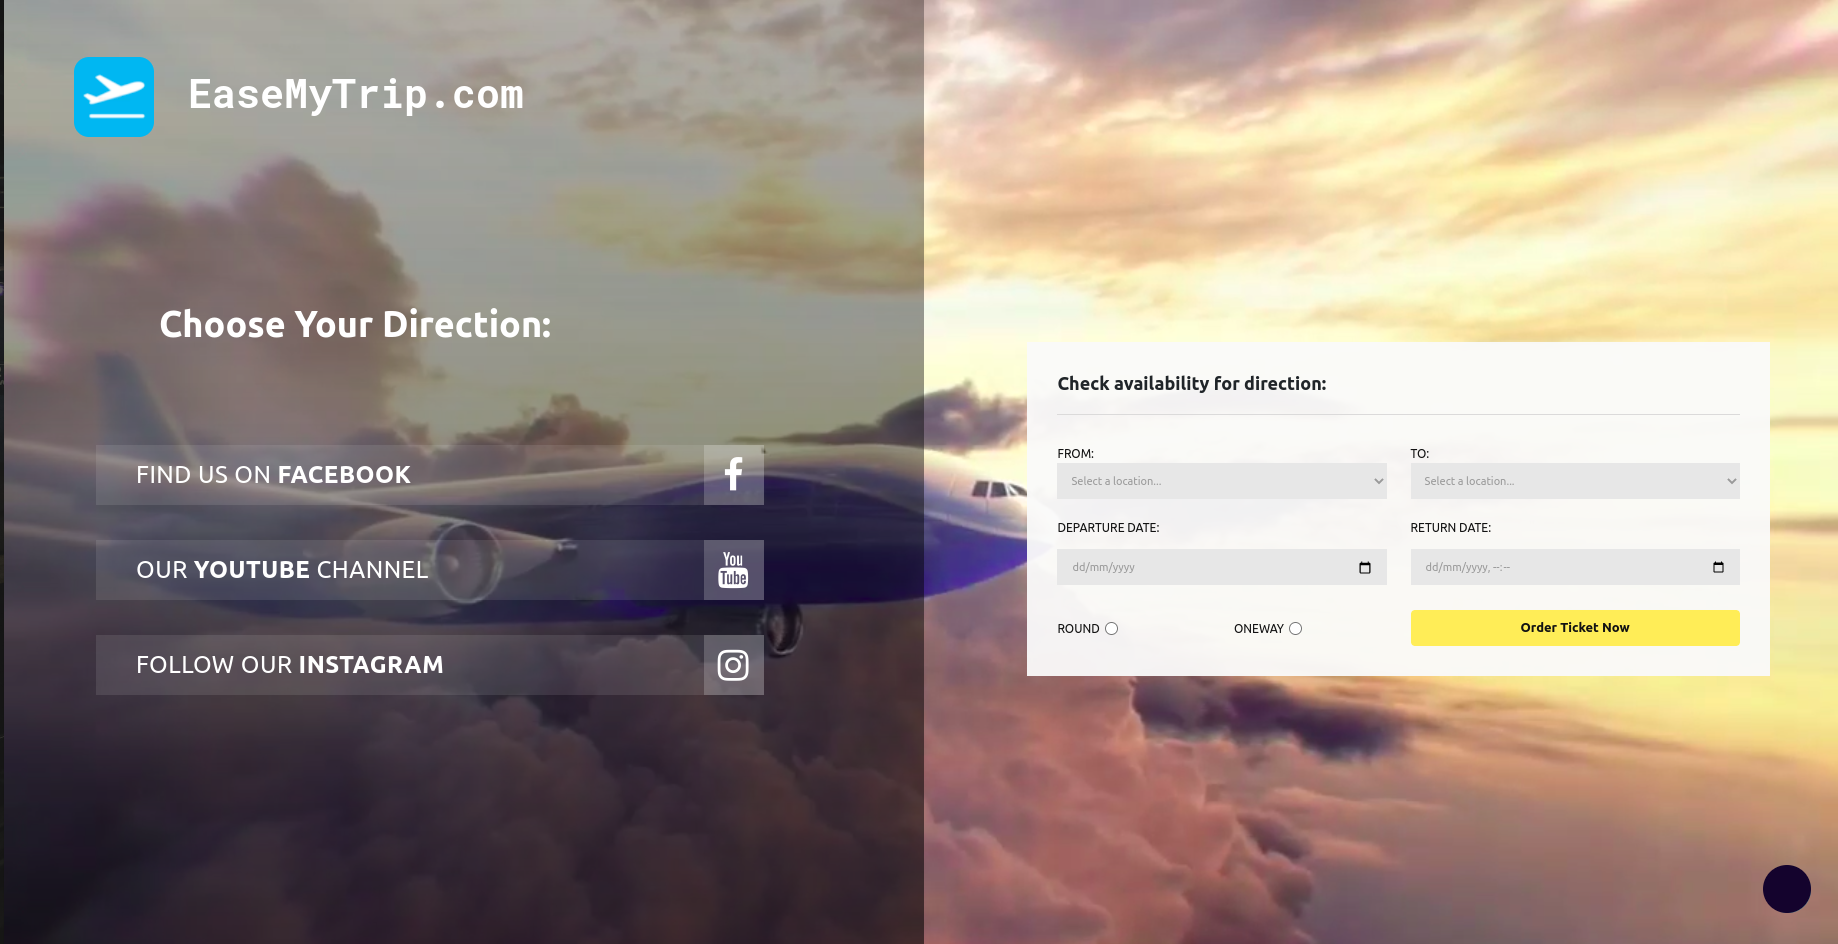 EaseMyTrip.com
Choose Your Direction:
FIND US ON FACEBOOK
OUR YOUTUBE CHANNEL
You
Tube
FOLLOW OUR INSTAGRAM
Check availability for direction:
FROM:
TO:
Select a location...
Select a location...
DEPARTURE DATE:
RETURN DATE:
dd/mm/yyyy
dd/mm/yyyy, --:--
ROUND
ONEWAY
Order Ticket Now